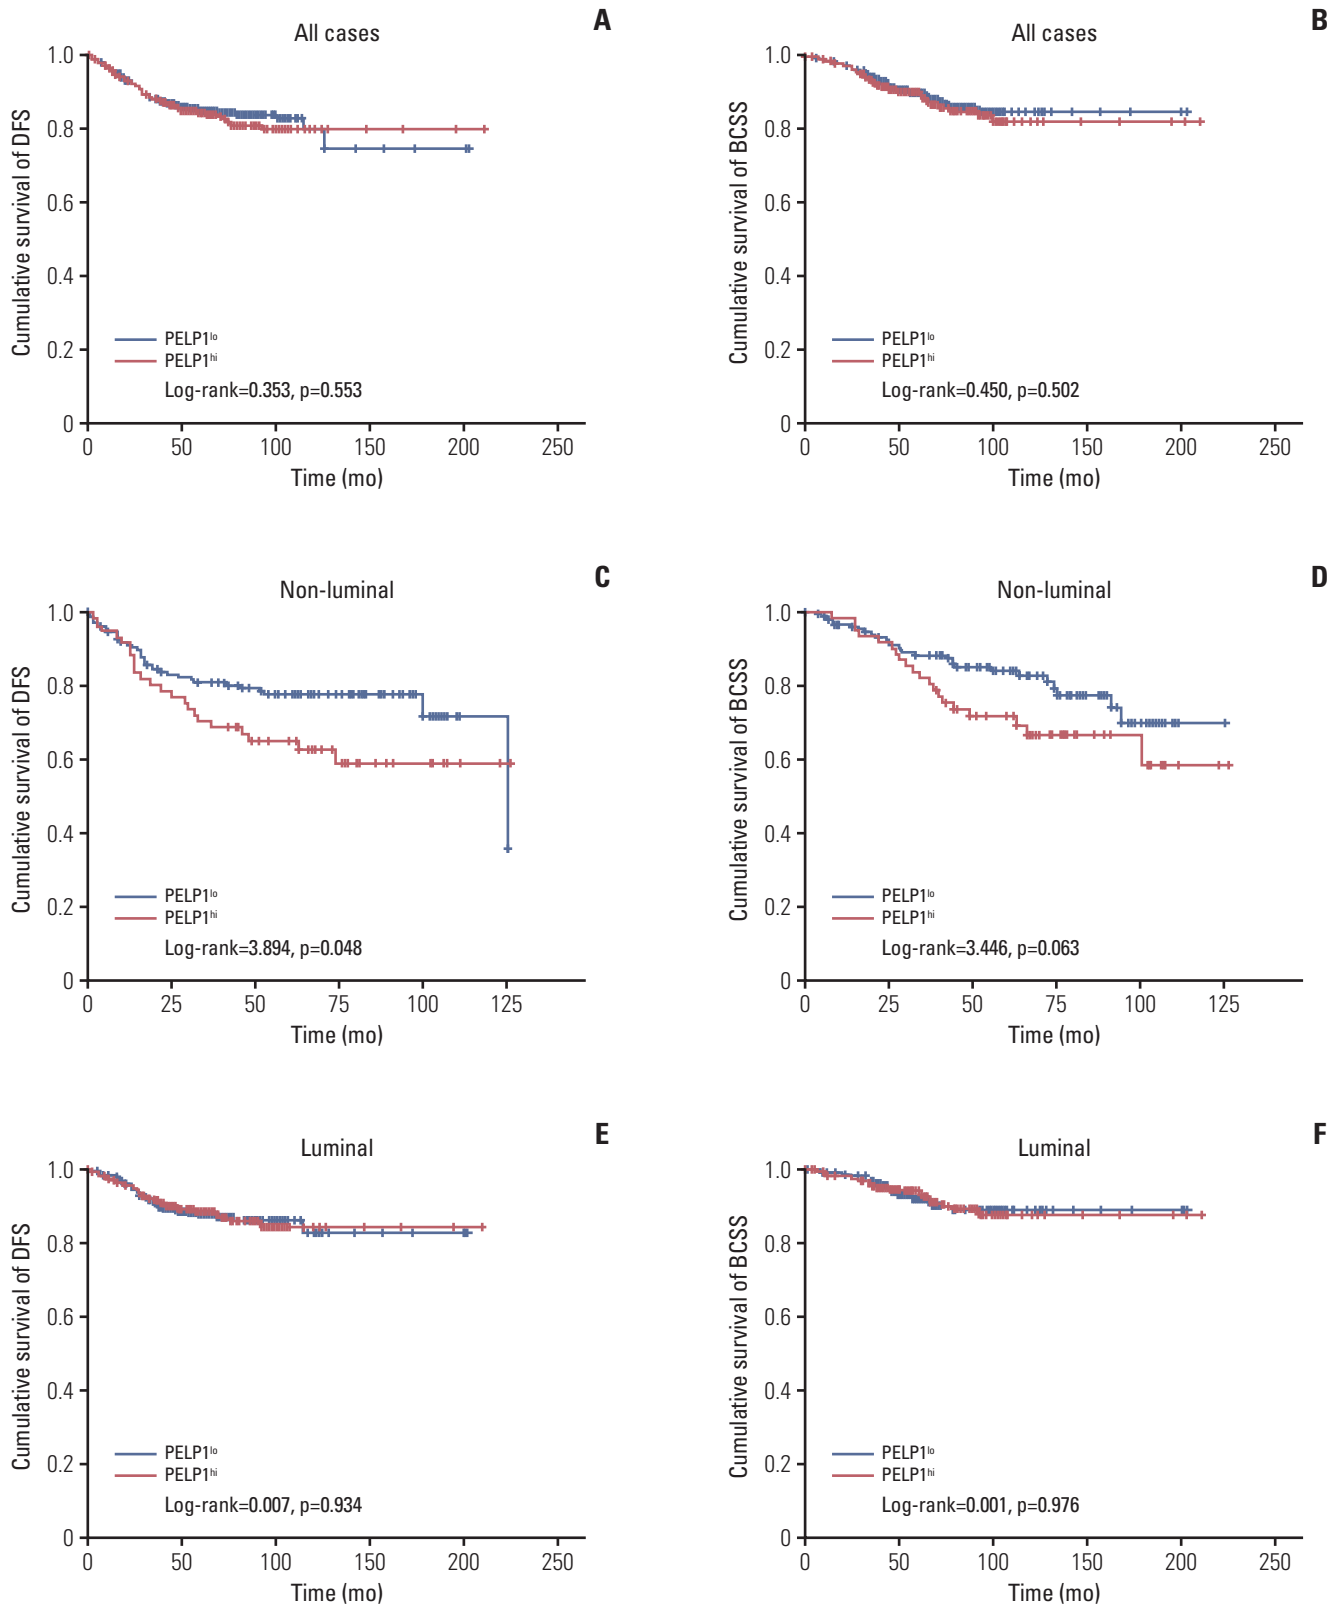 A
All cases
Cumulative survival of DFS
1.0
0.8
0.6
0.4
0.2
0
PELP1lo
PELP1hi
Log-rank=0.353, p=0.553
0 50 100 150 200 250
Time (mo)
B
All cases
Cumulative survival of BCSS
1.0
0.8
0.6
0.4
0.2
0
PELP1lo
PELP1hi
Log-rank=0.450, p=0.502
0 50 100 150 200 250
Time (mo)
C
Non-luminal
Cumulative survival of DFS
1.0
0.8
0.6
0.4
0.2
0
PELP1lo
PELP1hi
Log-rank=3.894, p=0.048
0 25 50 75 100 125
Time (mo)
D
Non-luminal
Cumulative survival of BCSS
1.0
0.8
0.6
0.4
0.2
0
PELP1lo
PELP1hi
Log-rank=3.446, p=0.063
0 25 50 75 100 125
Time (mo)
E
Luminal
Cumulative survival of DFS
1.0
0.8
0.6
0.4
0.2
0
PELP1lo
PELP1hi
Log-rank=0.007, p=0.934
0 50 100 150 200 250
Time (mo)
F
Luminal
Cumulative survival of BCSS
1.0
0.8
0.6
0.4
0.2
0
PELP1lo
PELP1hi
Log-rank=0.001, p=0.976
0 50 100 150 200 250
Time (mo)